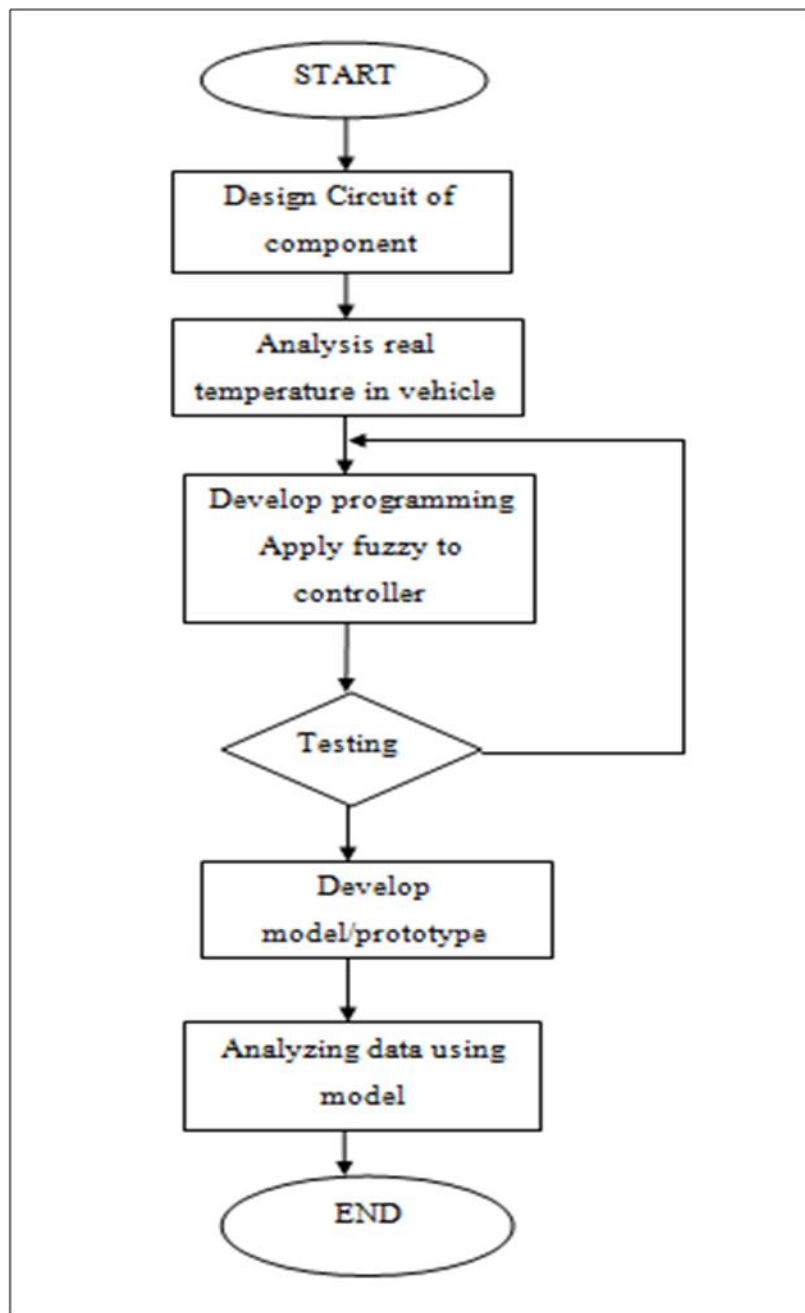 START
Design Circuit of
component
Analysis real
temperature in vehicle
Develop programming
Apply fuzzy to
controller
Testing
Develop
model/prototype
Analyzing data using
model
END